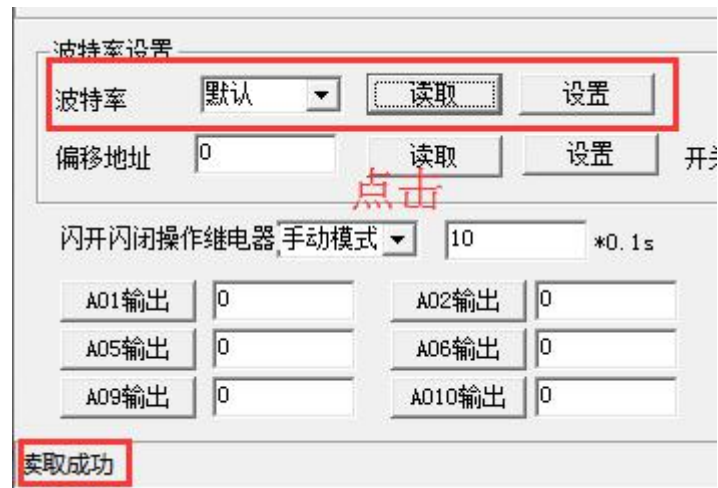 波特率设置
波特率 默认 读取 设置
偏移地址 0 读取 设置 开关
点击
闪开闪闭操作继电器 手动模式 10 *0.1s
A01输出 0 A02输出 0
A05输出 0 A06输出 0
A09输出 0 A010输出 0
读取成功